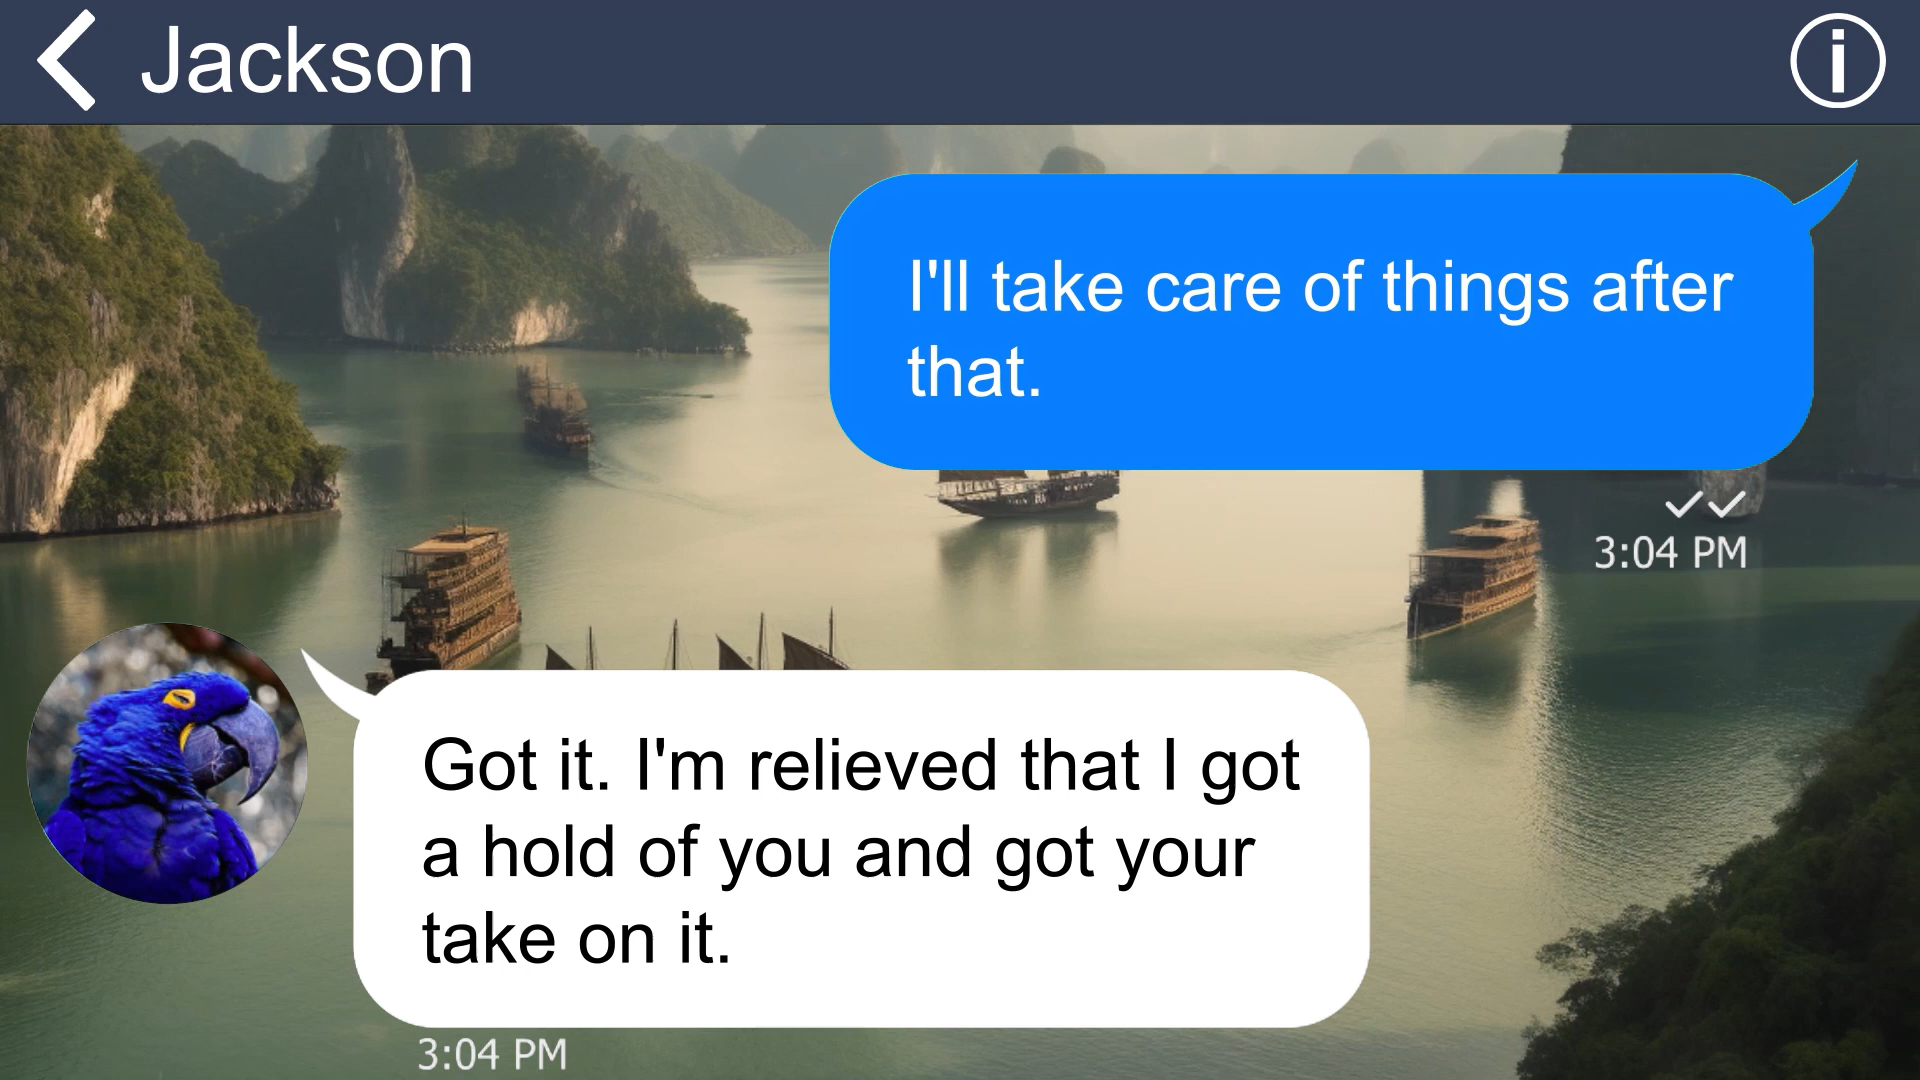 Jackson
I'll take care of things after
that.
3:04 PM
Got it. I'm relieved that I got
a hold of you and got your
take on it.
3:04 PM